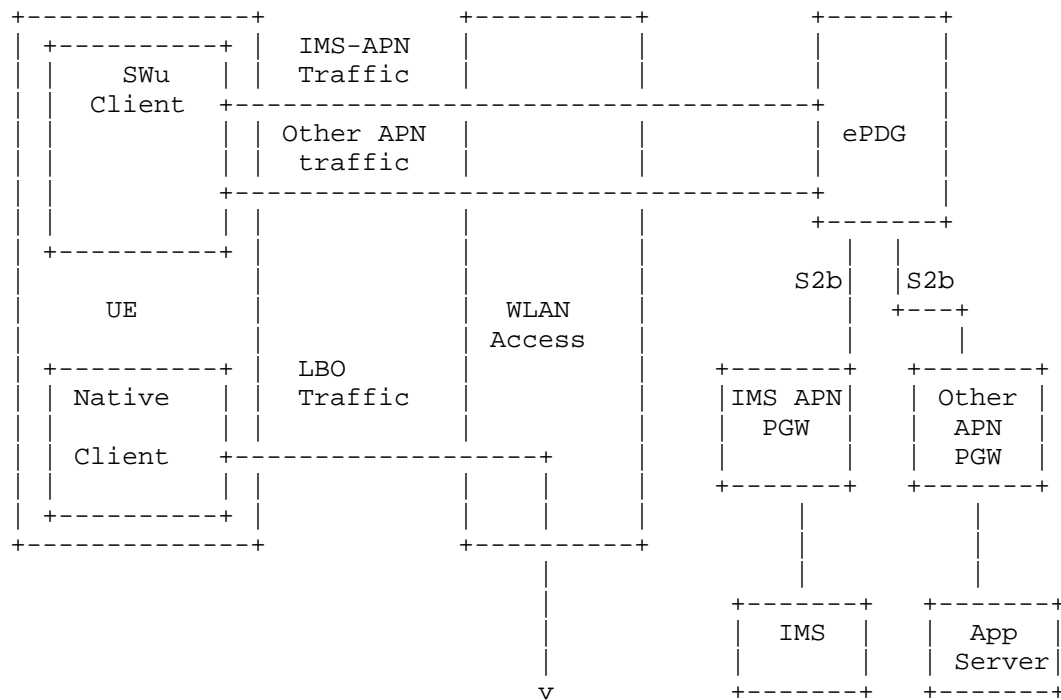 IMS-APN
SWu Traffic
Client
Other APN ePDG
traffic
S2b S2b
UE WLAN
Access
LBO
Native Traffic IMS APN Other
PGW APN
Client PGW
IMS App
Server
v